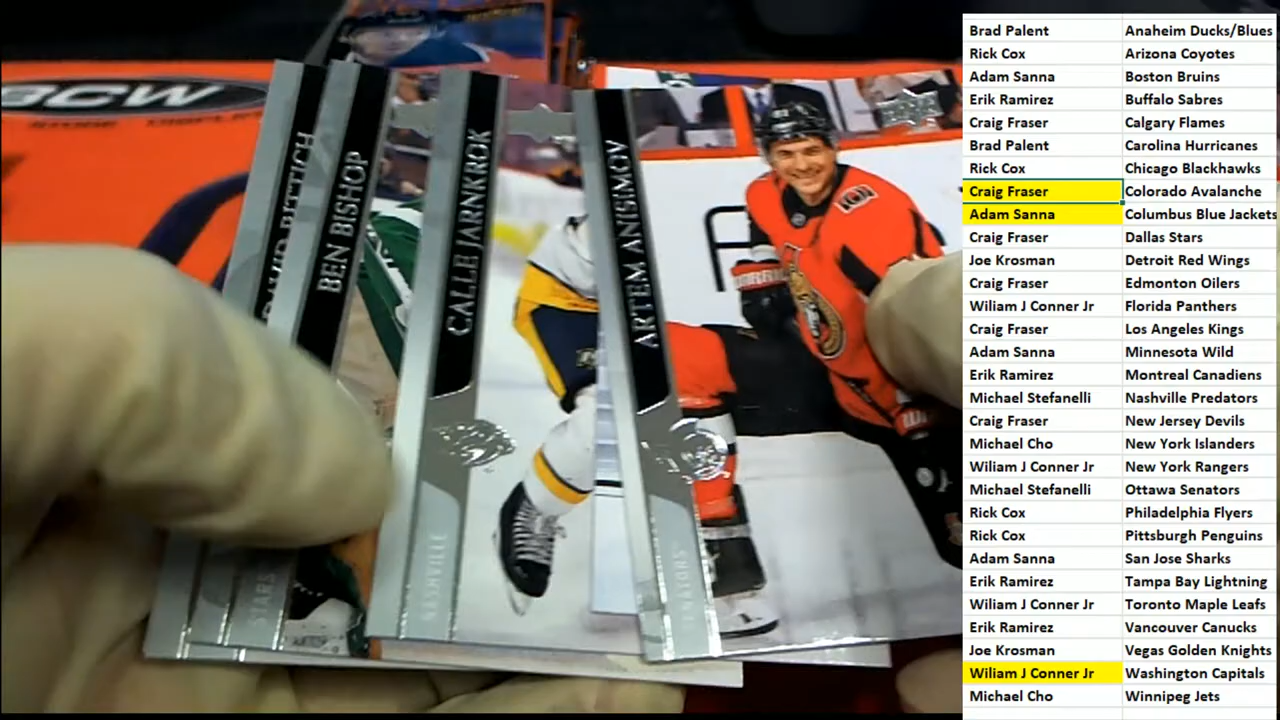 BCW
DAVID RITTICH
BEN BISHOP
CALLE JARNKROK
ARTEM ANISIMOV
STARS
NASHVILLE
SENATORS
Brad Palent Anaheim Ducks/Blues
Rick Cox Arizona Coyotes
Adam Sanna Boston Bruins
Erik Ramirez Buffalo Sabres
Craig Fraser Calgary Flames
Brad Palent Carolina Hurricanes
Rick Cox Chicago Blackhawks
Craig Fraser Colorado Avalanche
Adam Sanna Columbus Blue Jackets
Craig Fraser Dallas Stars
Joe Krosman Detroit Red Wings
Craig Fraser Edmonton Oilers
Wiliam J Conner Jr Florida Panthers
Craig Fraser Los Angeles Kings
Adam Sanna Minnesota Wild
Erik Ramirez Montreal Canadiens
Michael Stefanelli Nashville Predators
Craig Fraser New Jersey Devils
Michael Cho New York Islanders
Wiliam J Conner Jr New York Rangers
Michael Stefanelli Ottawa Senators
Rick Cox Philadelphia Flyers
Rick Cox Pittsburgh Penguins
Adam Sanna San Jose Sharks
Erik Ramirez Tampa Bay Lightning
Wiliam J Conner Jr Toronto Maple Leafs
Erik Ramirez Vancouver Canucks
Joe Krosman Vegas Golden Knights
Wiliam J Conner Jr Washington Capitals
Michael Cho Winnipeg Jets